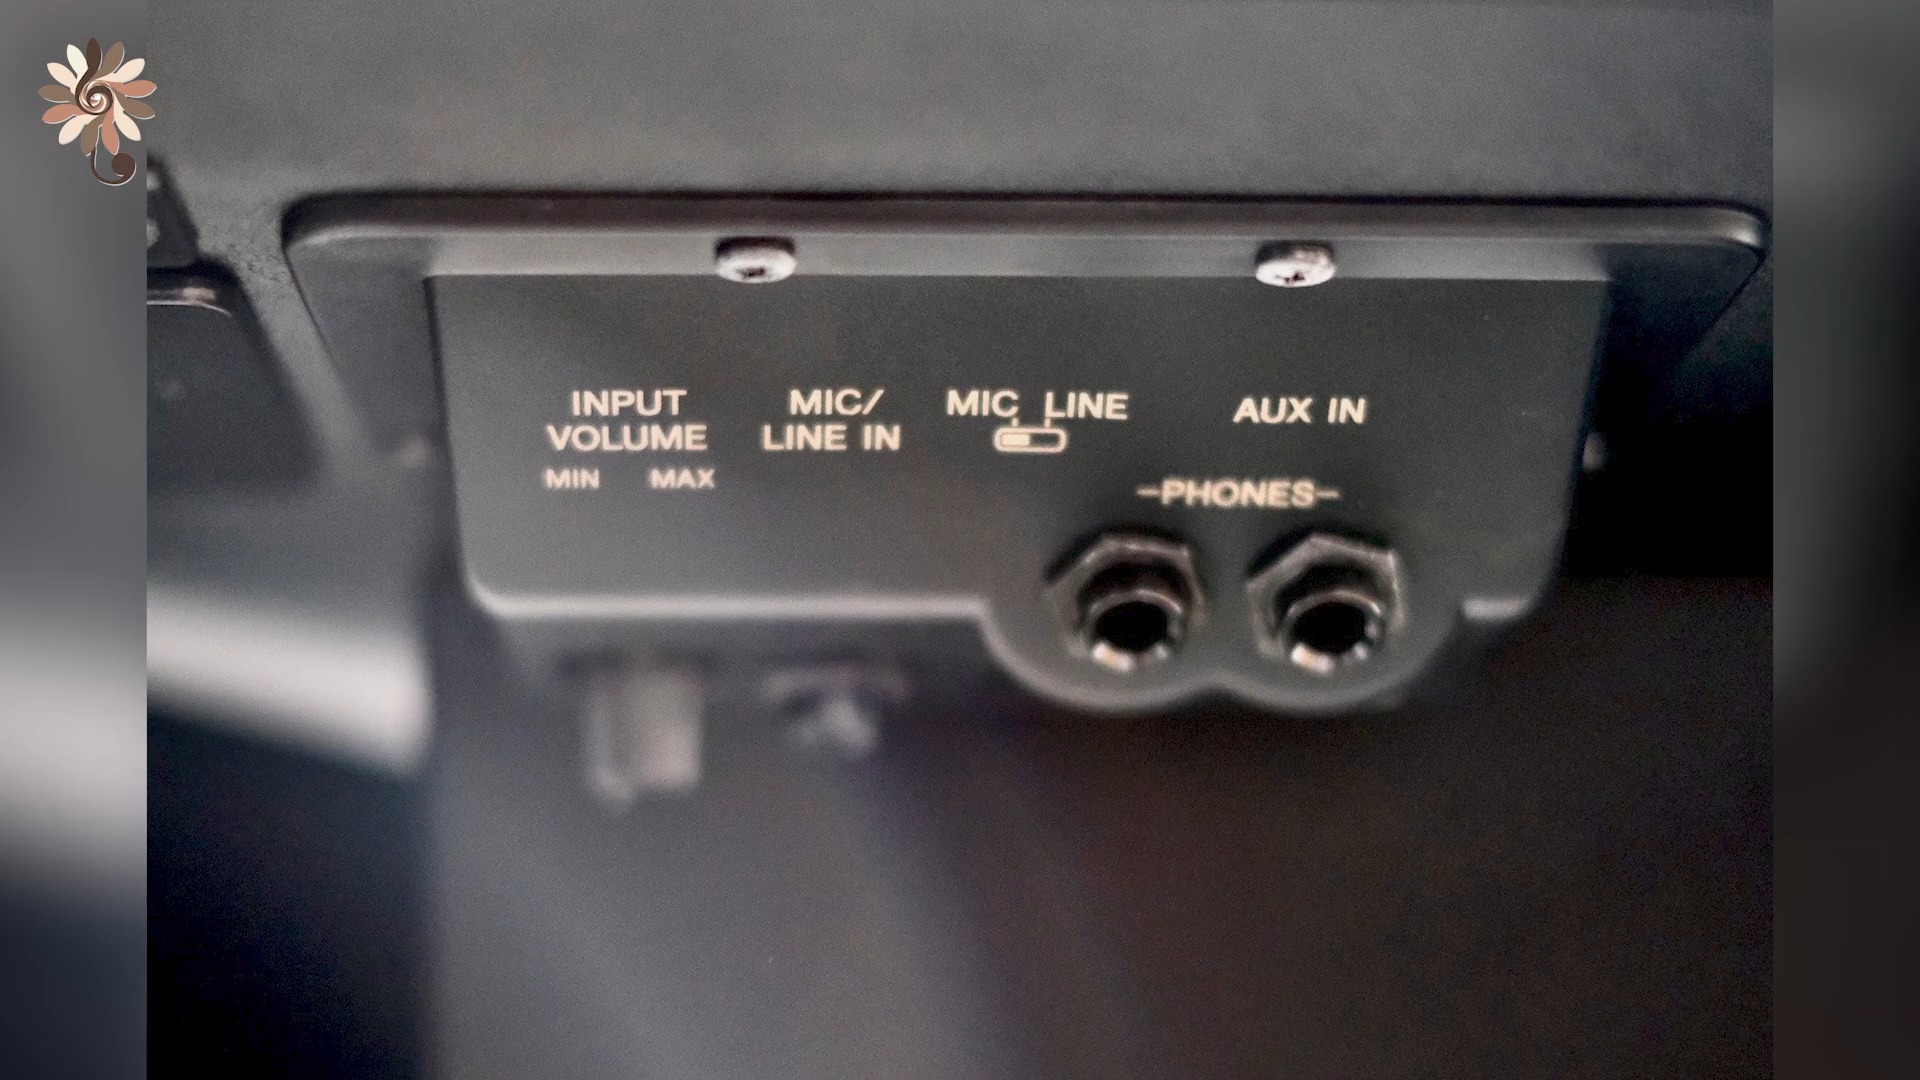 INPUT
VOLUME
MIN MAX
MIC/
LINE IN
MIC LINE
AUX IN
-PHONES-